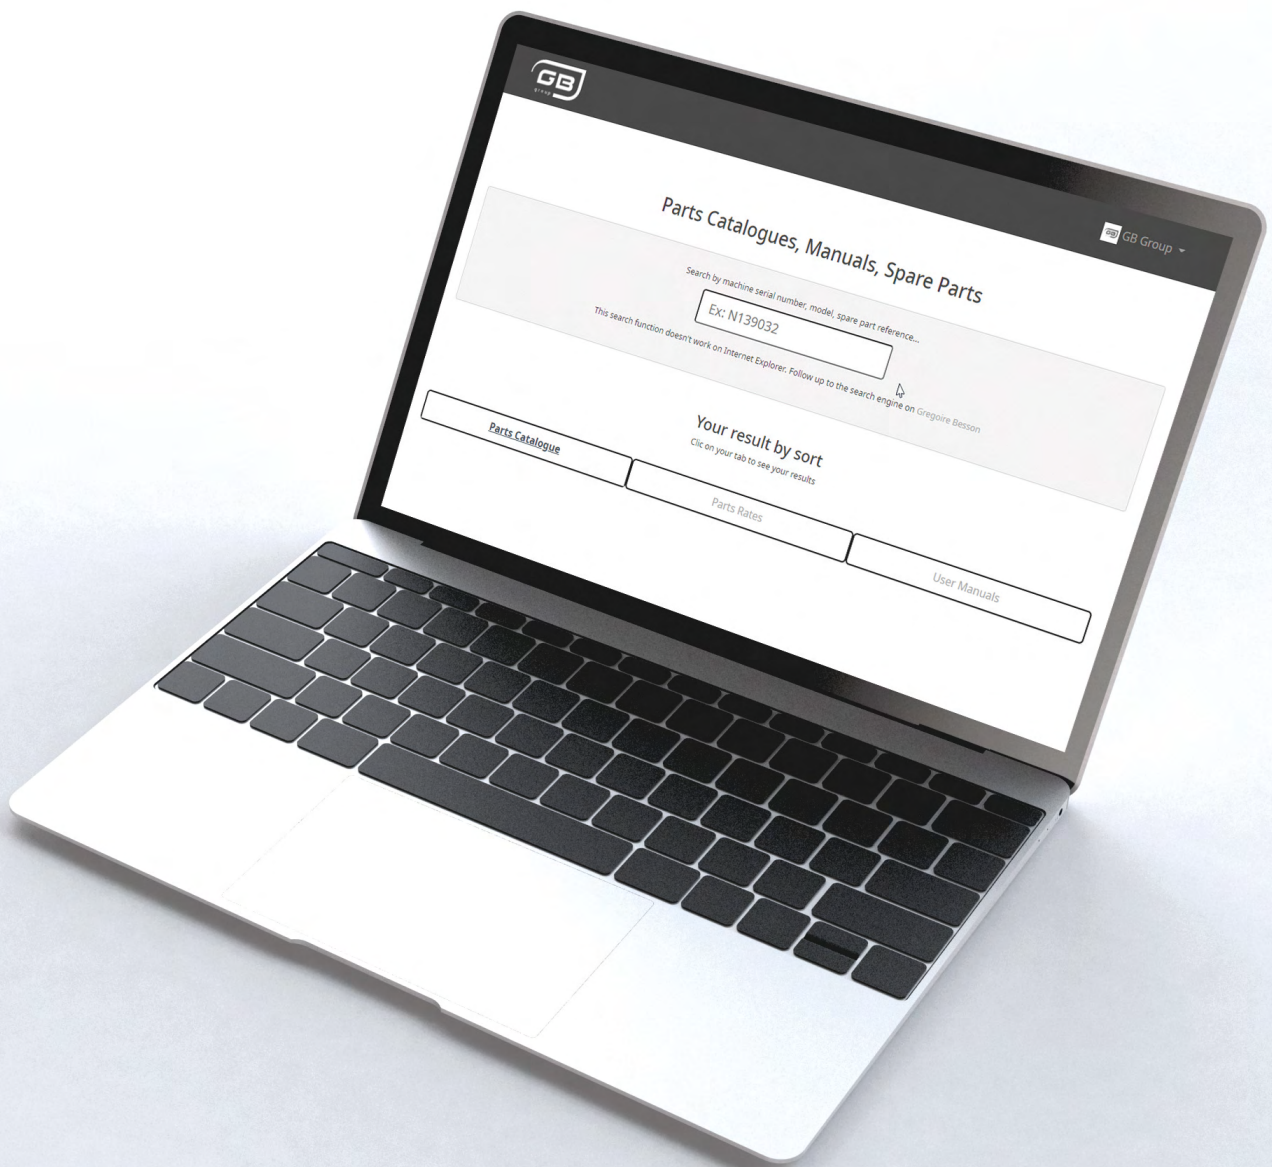 GB
group
GB Group
Parts Catalogues, Manuals, Spare Parts
Search by machine serial number, model, spare part reference...
Ex: N139032
This search function doesn't work on Internet Explorer. Follow up to the search engine on Gregoire Besson
Your result by sort
Clic on your tab to see your results
Parts Catalogue
Parts Rates
User Manuals